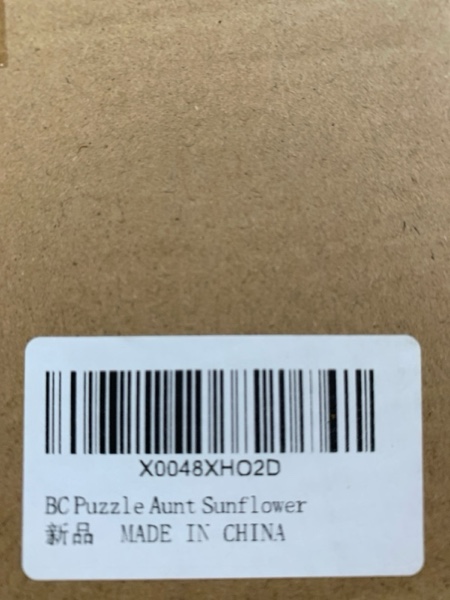 X0048XHO2D
BC Puzzle Aunt Sunflower
新品 MADE IN CHINA